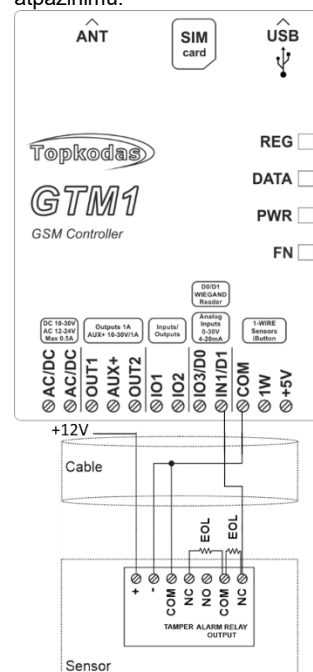 atpažinimu.
ANT
SIM
card
USB
REG
Topkodas
DATA
GTM1
PWR
GSM Controller
FN
D0/D1
WIEGAND
Reader
DC 10-30V
AC 12-24V
Max 0.5A
Outputs 1A
AUX+ 10-30V/1A
Inputs/
Outputs
Analog
Inputs
0-30V
4-20mA
1-WIRE
Sensors
iButton
AC/DC
AC/DC
OUT1
AUX+
OUT2
IO1
IO2
IO3/D0
IN1/D1
COM
1W
+5V
+12V
Cable
EOL
EOL
+
-
COM
NC
NO
COM
NC
TAMPER ALARM RELAY
OUTPUT
Sensor